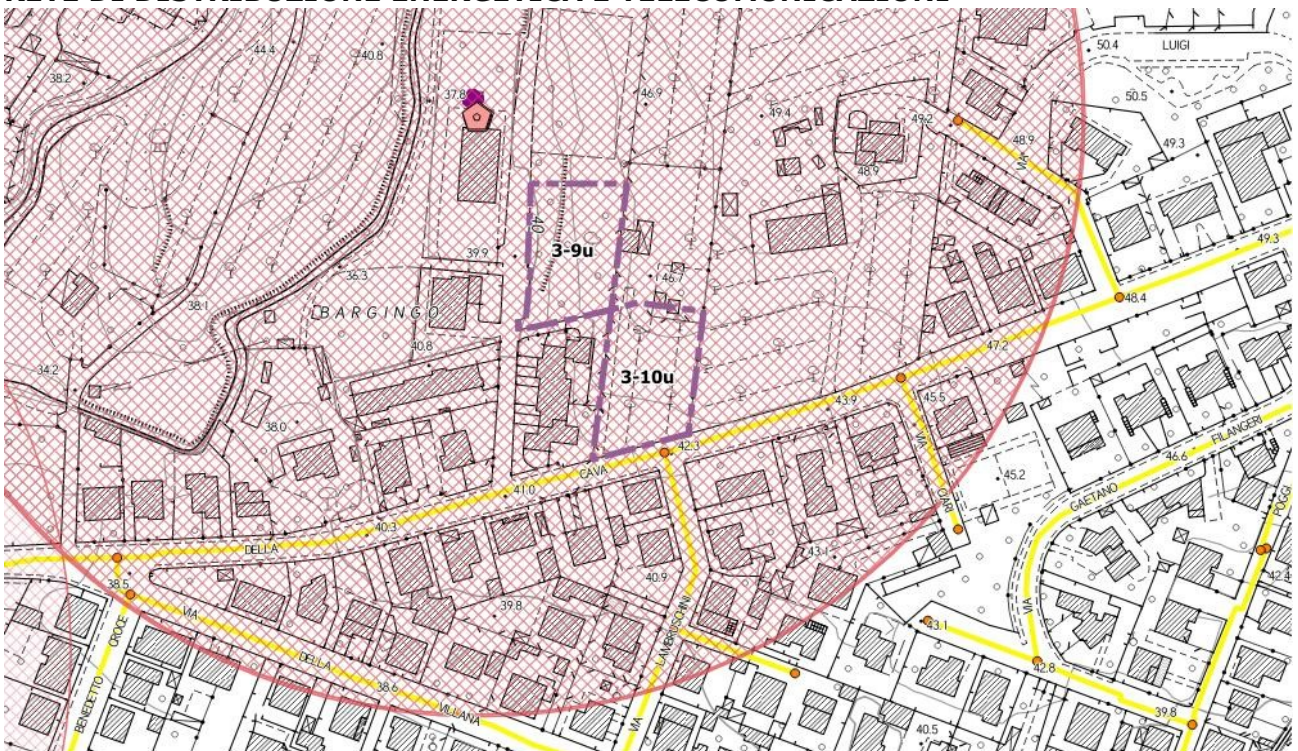 RETE DI DISTRIBUZIONE ENERGETICA E TELECOMUNICAZIONI
44.4
40.8
38.2
37.8
46.9
49.4
49.2
48.9
VIA
50.4
LUIGI
50.5
49.3
48.9
40
3-9u
39.9
36.3
46.7
38.1
BARGINGO
40.8
34.2
38.0
3-10u
49.3
48.4
47.2
43.9
45.5
VIA
CIARI
42.3
CAVA
41.0
40.3
DELLA
45.2
GAETANO
46.6
FILANGERI
POGGI
42.4
43.1
40.9
39.8
38.5
VIA
DELLA
38.6
VILLANA
BENEDETTO
CROCE
VIA
LAMBRUSCHINI
43.1
VIA
42.8
39.8
40.5